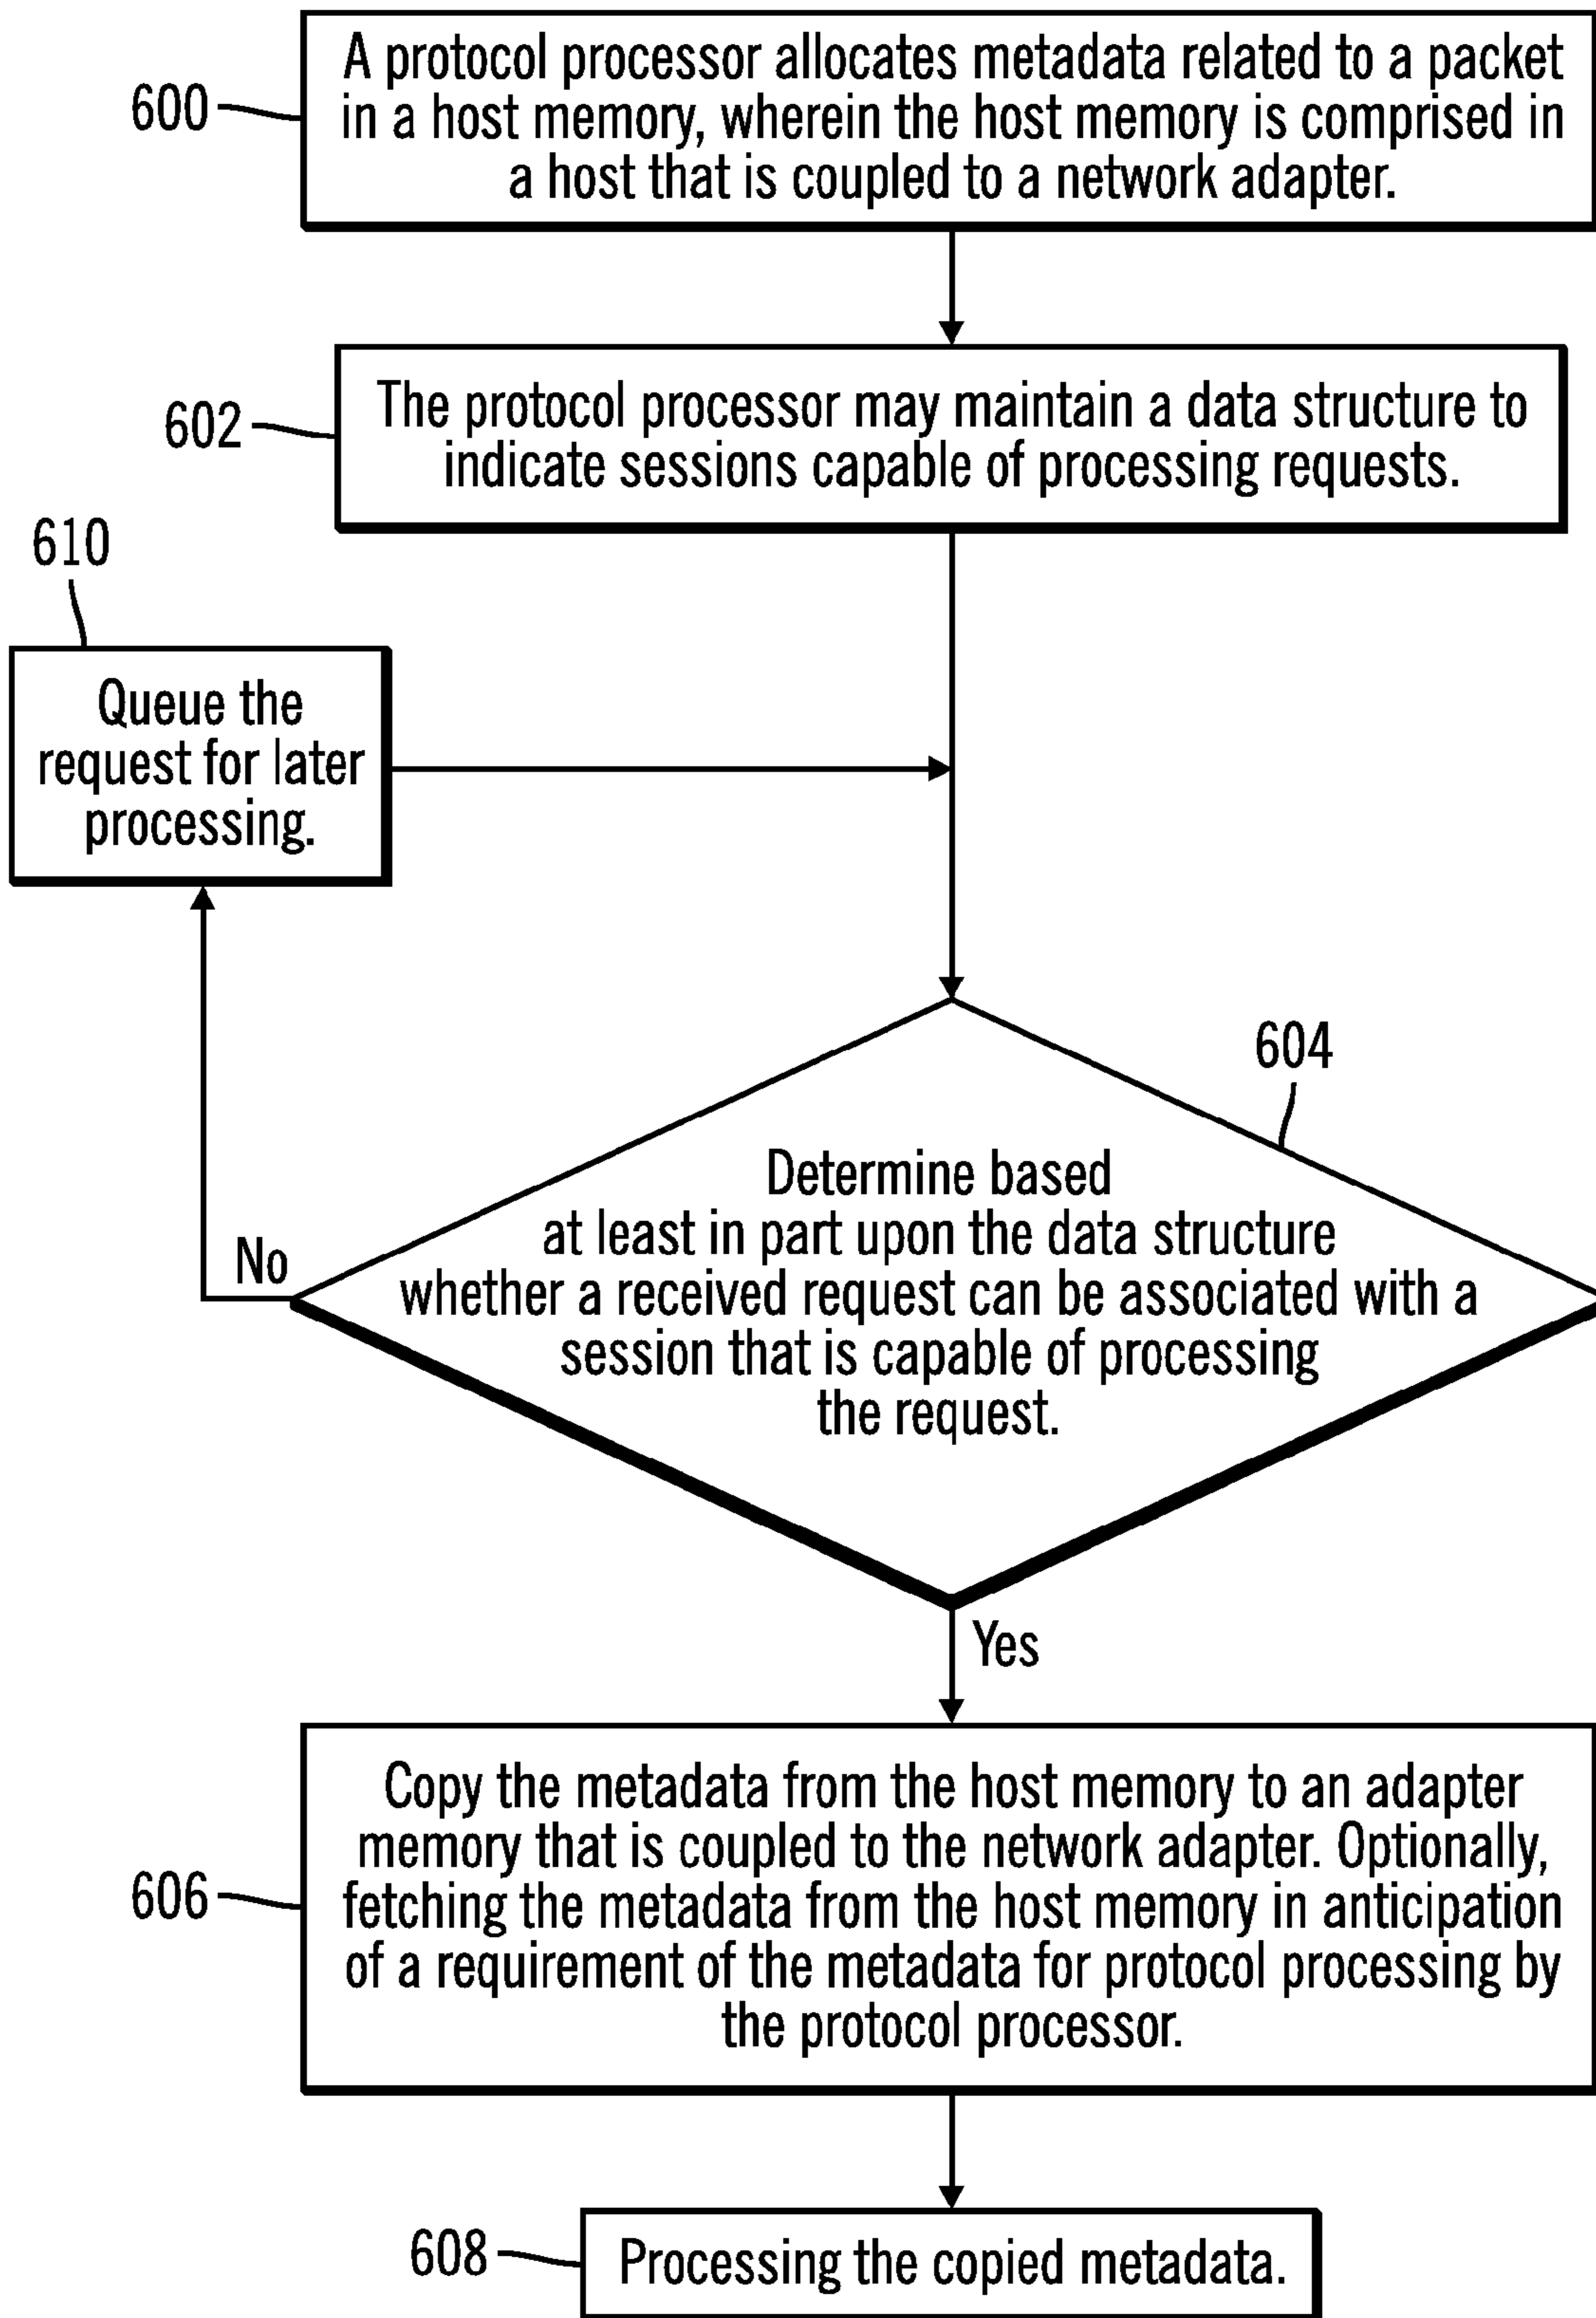 600
A protocol processor allocates metadata related to a packet
in a host memory, wherein the host memory is comprised in
a host that is coupled to a network adapter.
602
The protocol processor may maintain a data structure to
indicate sessions capable of processing requests.
610
Queue the
request for later
processing.
604
Determine based
at least in part upon the data structure
whether a received request can be associated with a
session that is capable of processing
the request.
No
Yes
606
Copy the metadata from the host memory to an adapter
memory that is coupled to the network adapter. Optionally,
fetching the metadata from the host memory in anticipation
of a requirement of the metadata for protocol processing by
the protocol processor.
608
Processing the copied metadata.